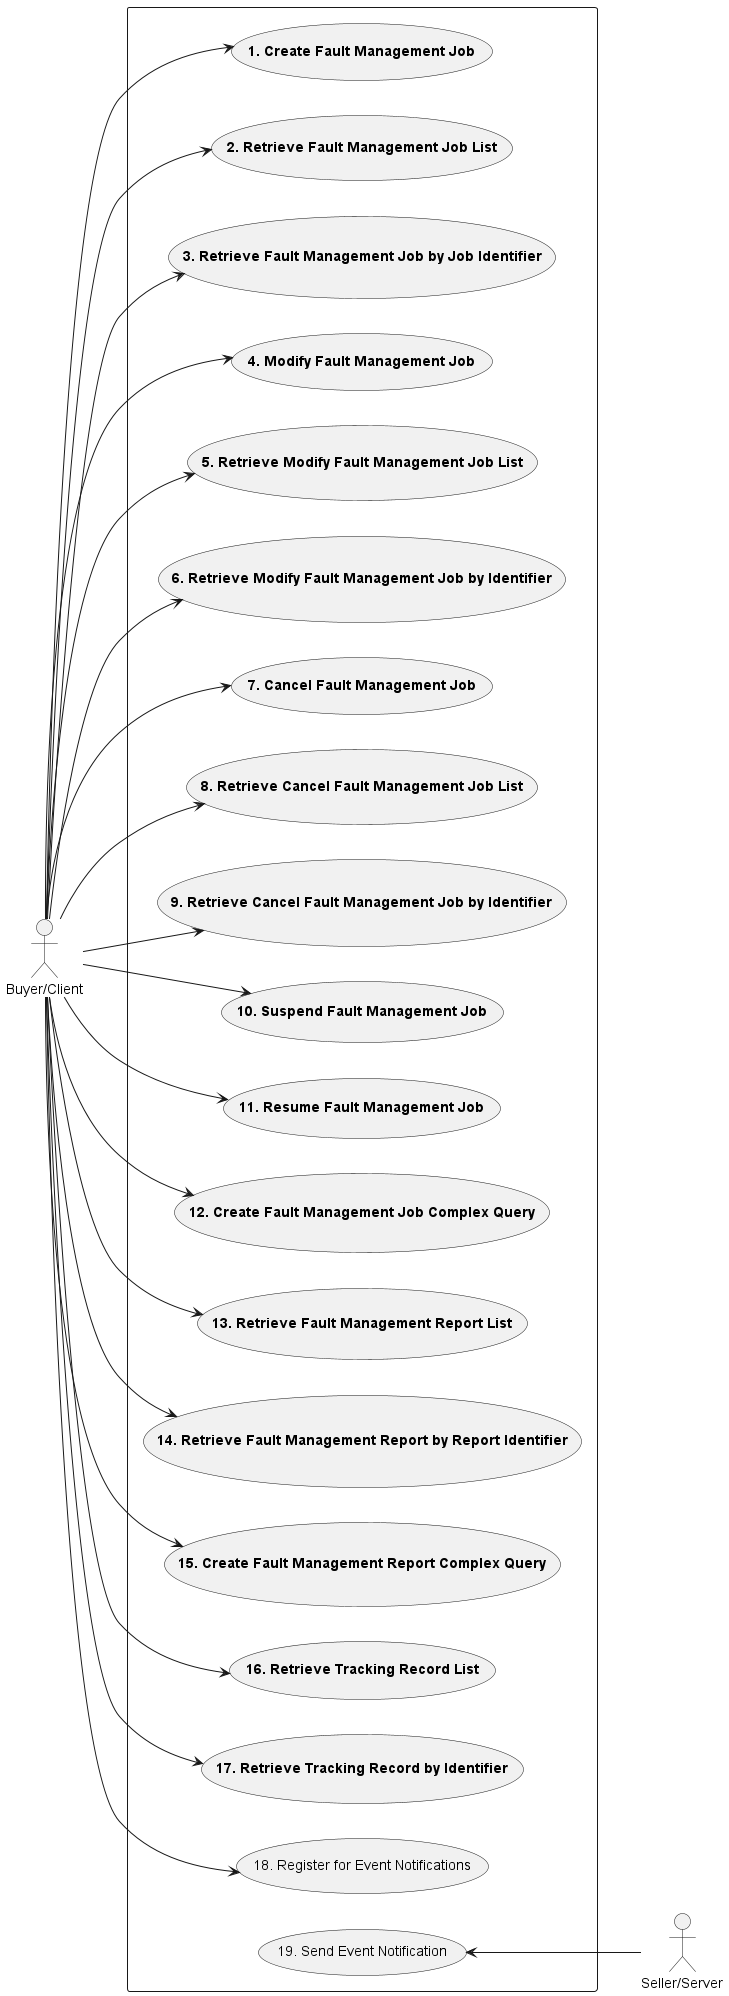 1. Create Fault Management Job
2. Retrieve Fault Management Job List
3. Retrieve Fault Management Job by Job Identifier
4. Modify Fault Management Job
5. Retrieve Modify Fault Management Job List
6. Retrieve Modify Fault Management Job by Identifier
7. Cancel Fault Management Job
8. Retrieve Cancel Fault Management Job List
9. Retrieve Cancel Fault Management Job by Identifier
Buyer/Client
10. Suspend Fault Management Job
11. Resume Fault Management Job
12. Create Fault Management Job Complex Query
13. Retrieve Fault Management Report List
14. Retrieve Fault Management Report by Report Identifier
15. Create Fault Management Report Complex Query
16. Retrieve Tracking Record List
17. Retrieve Tracking Record by Identifier
18. Register for Event Notifications
19. Send Event Notification
Seller/Server